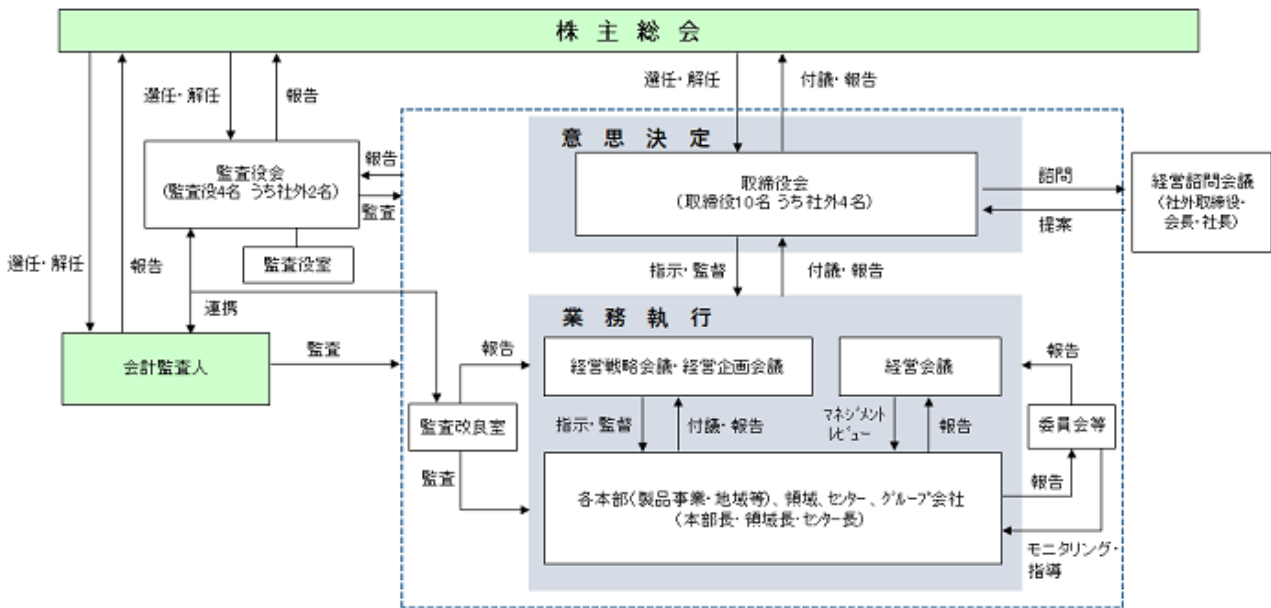 株主総会
選任・解任
報告
選任・解任
付議・報告
意思決定
監査役会
(監査役4名 うち社外2名)
報告
監査
取締役会
(取締役10名 うち社外4名)
諮問
提案
経営諮問会議
(社外取締役・
会長・社長)
監査役室
選任・解任
報告
連携
指示・監督
付議・報告
業務執行
会計監査人
監査
報告
経営戦略会議・経営企画会議
経営会議
報告
監査改良室
指示・監督
付議・報告
マネジメント
レビュー
報告
委員会等
監査
各本部(製品事業・地域等)、領域、センター、グループ会社
(本部長・領域長・センター長)
報告
モニタリング・
指導